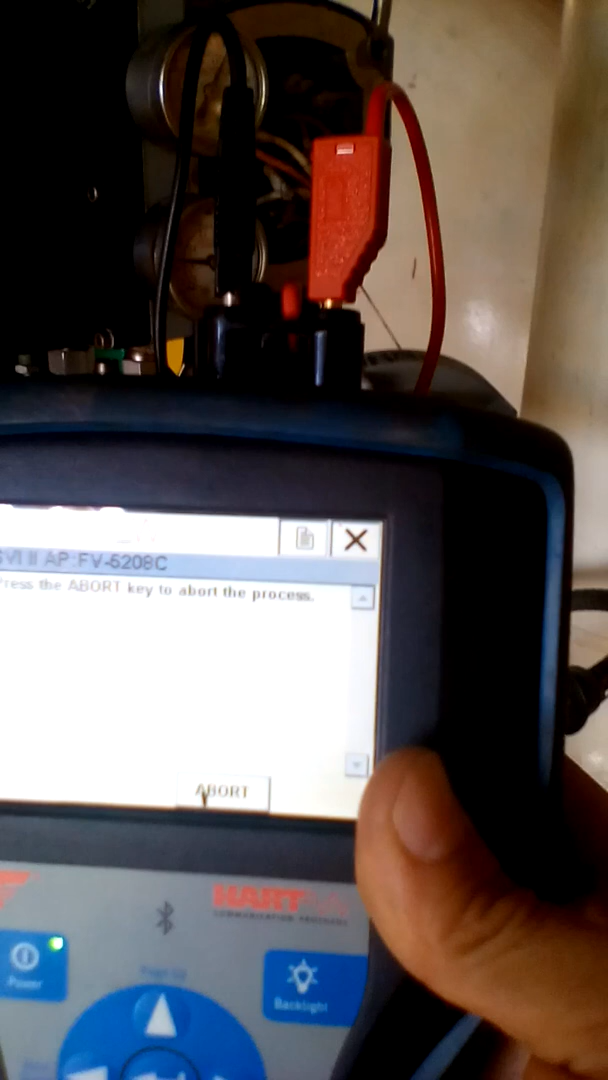 SVI II AP:FV-5208C
Press the ABORT key to abort the process.
ABORT
HART
COMMUNICATION PROTOCOL
Power
Page Up
Backlight